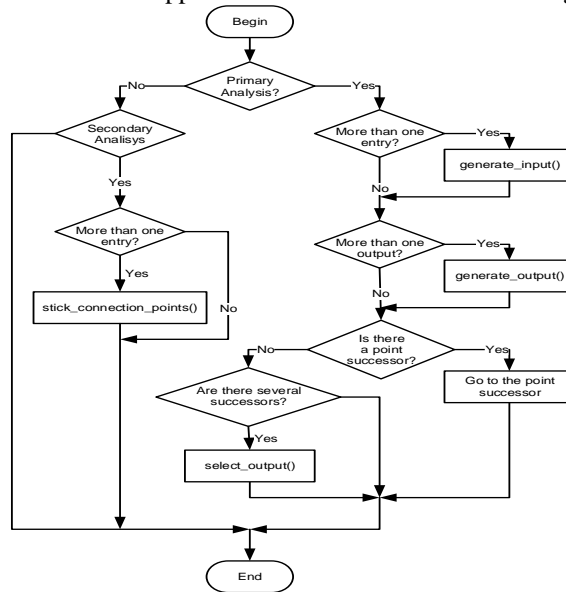 Begin
Primary
Analysis?
No
Yes
Secondary
Analisys
More than one
entry?
Yes
generate_input()
Yes
No
More than one
entry?
More than one
output?
Yes
generate_output()
Yes
No
No
stick_connection_points()
Is there
a point
successor?
No
Yes
Go to the point
successor
Are there several
successors?
Yes
select_output()
End